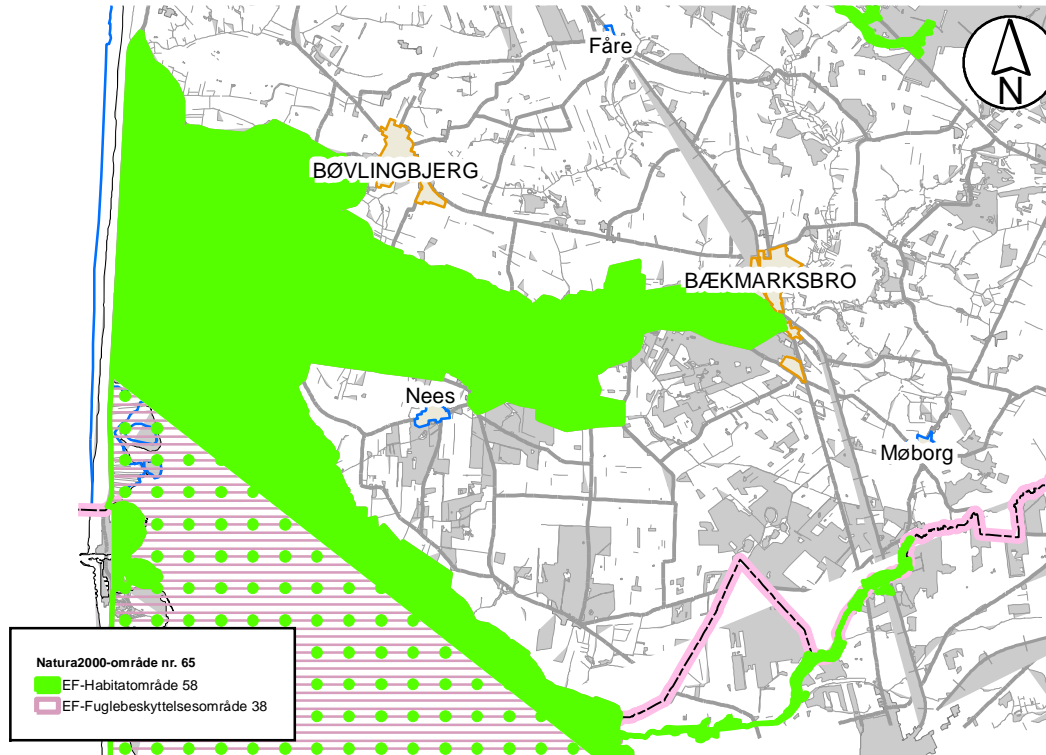 Fåre
N
BØVLINGBJERG
BÆKMARKSBRO
Nees
Møborg
Natura2000-område nr. 65
EF-Habitatområde 58
EF-Fuglebeskyttelsesområde 38